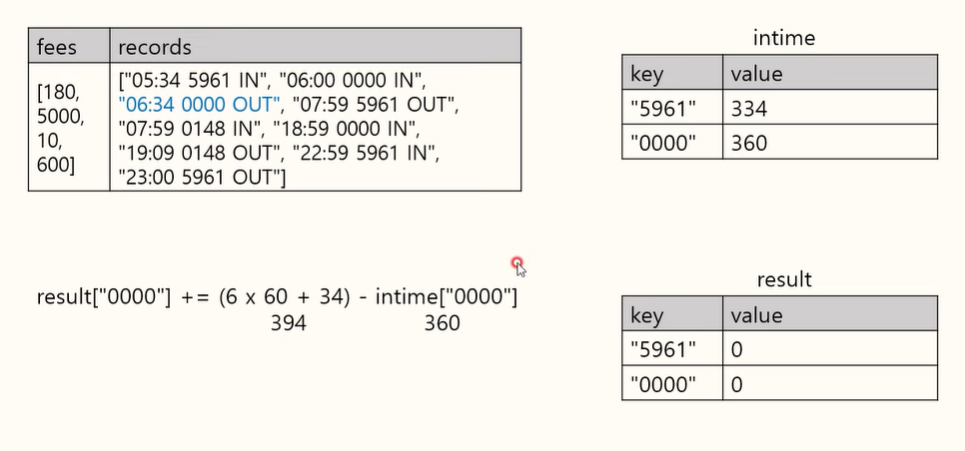 fees records
[180,
5000,
10,
600]
["05:34 5961 IN", "06:00 0000 IN",
"06:34 0000 OUT", "07:59 5961 OUT",
"07:59 0148 IN", "18:59 0000 IN",
"19:09 0148 OUT", "22:59 5961 IN",
"23:00 5961 OUT"]
intime
key value
"5961" 334
"0000" 360
result["0000"] += (6 x 60 + 34) - intime["0000"]
394 360
result
key value
"5961" 0
"0000" 0